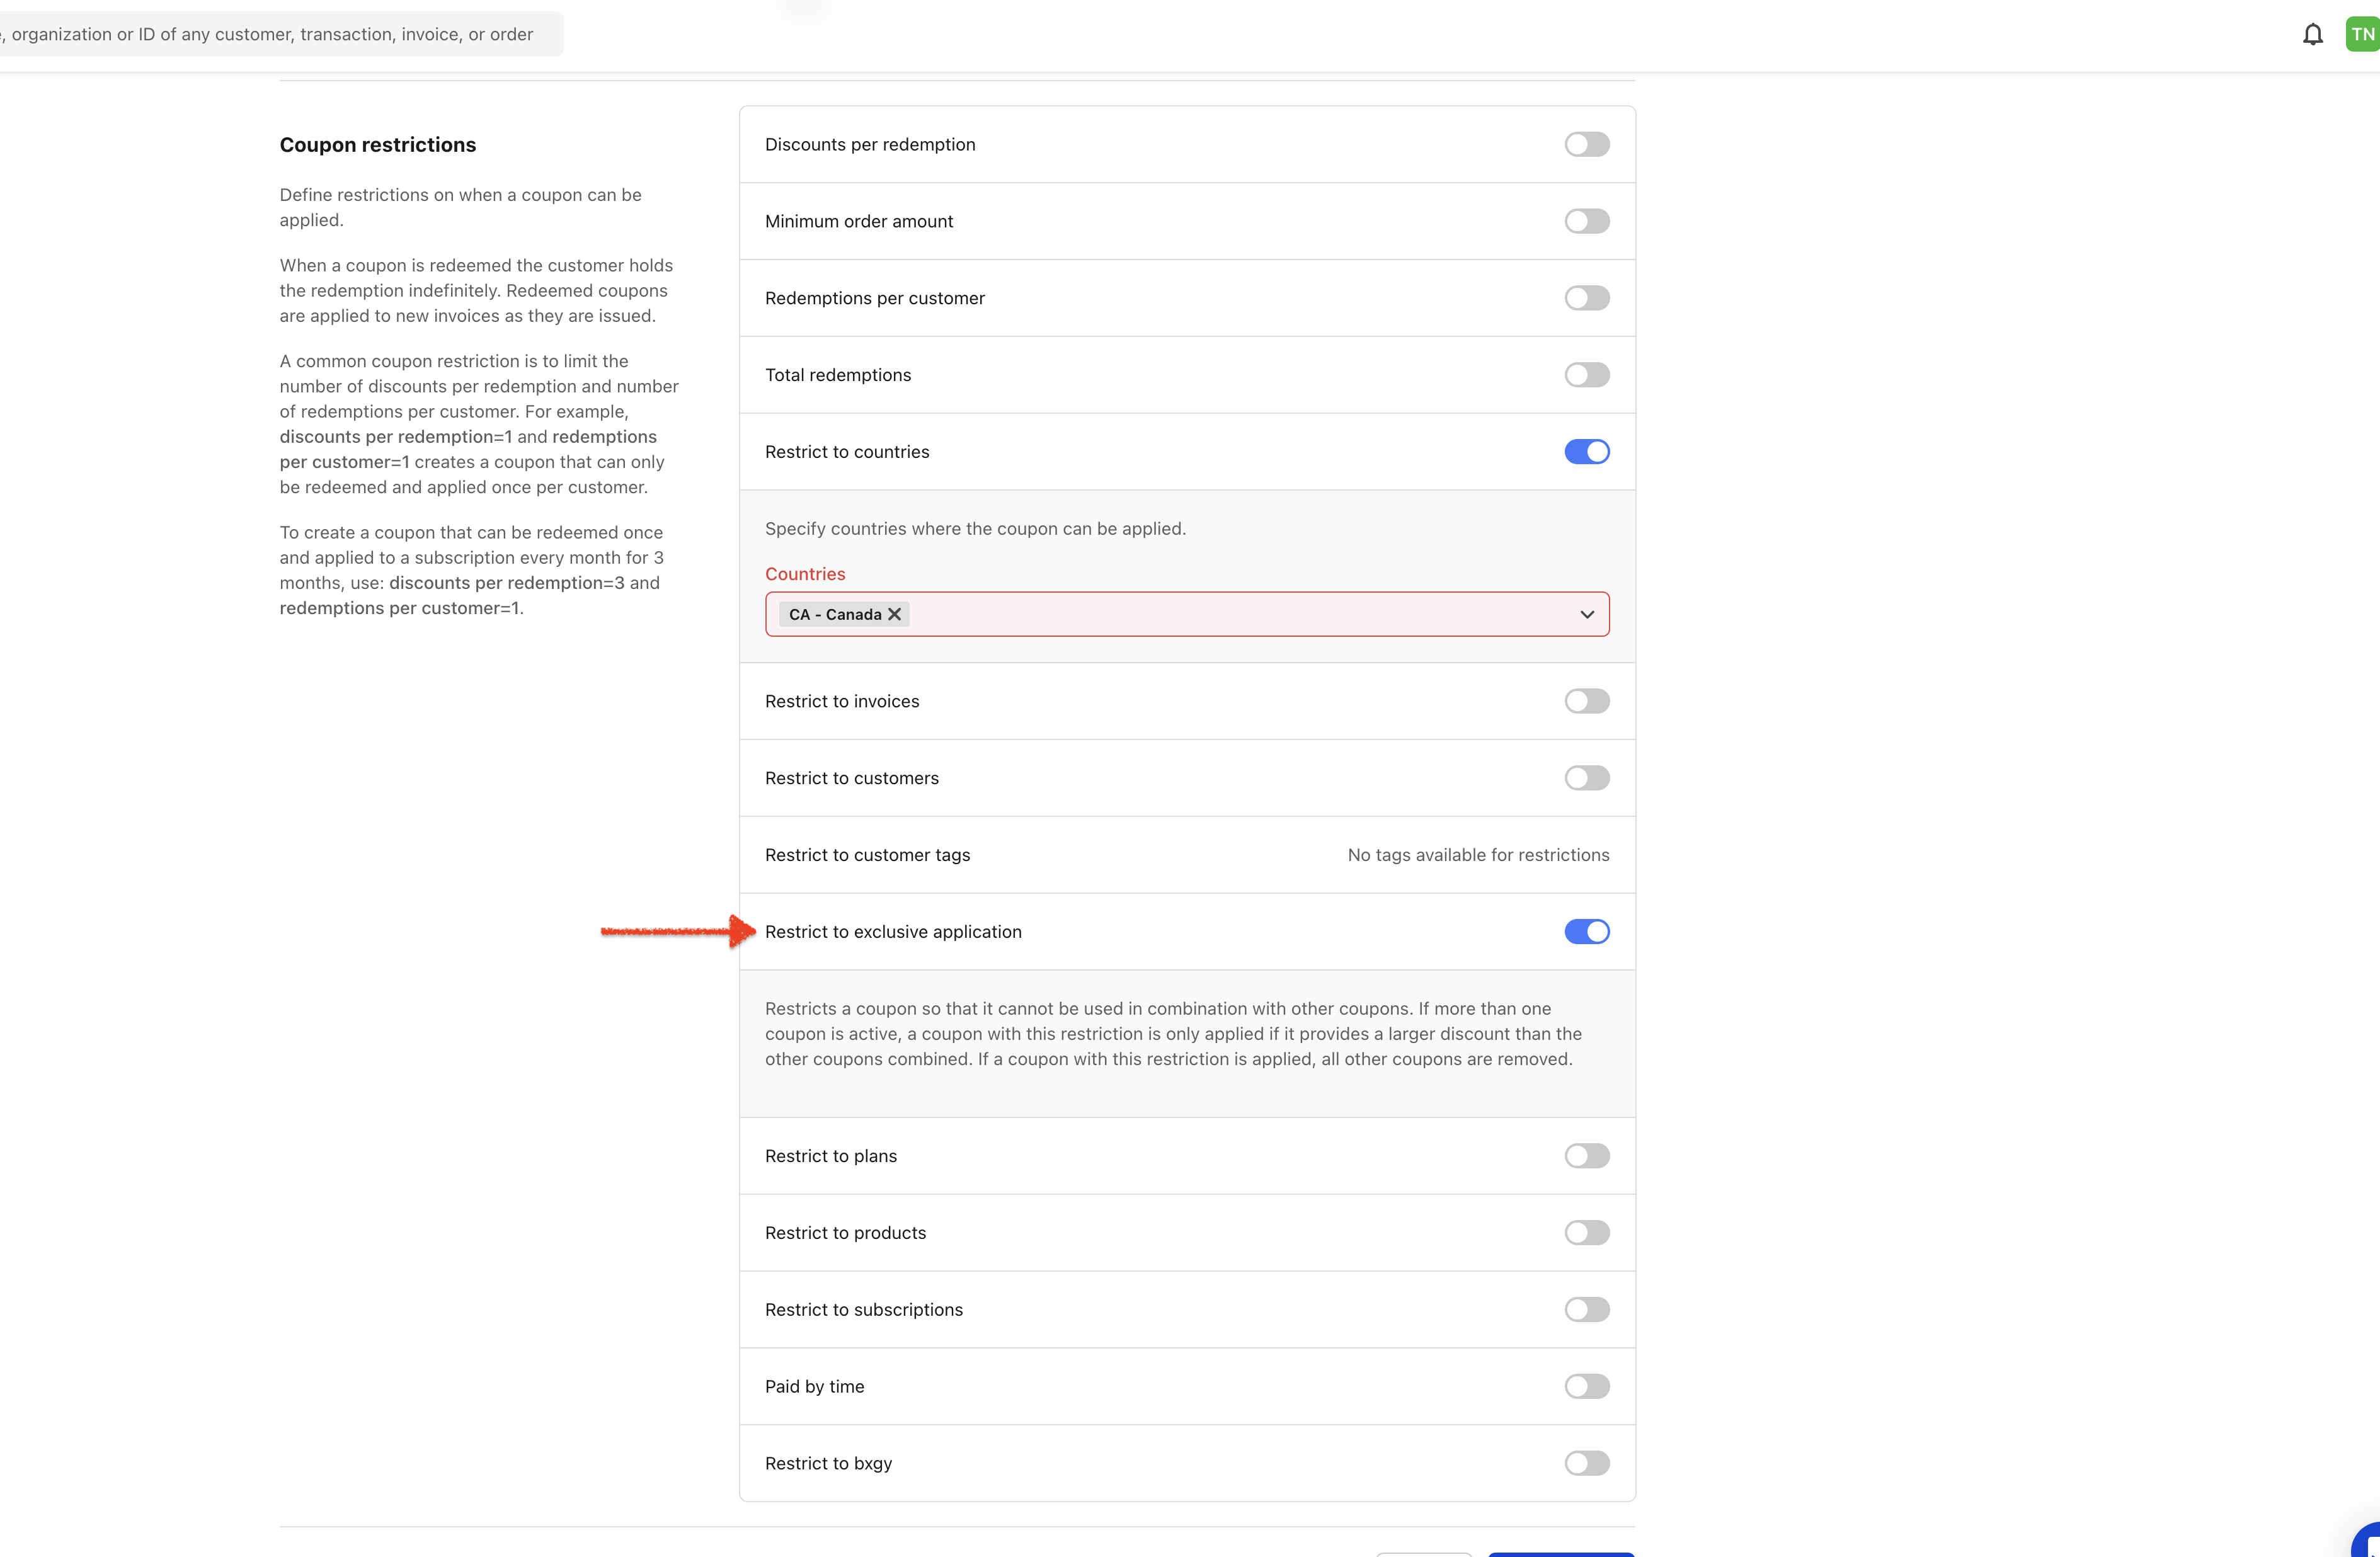 , organization or ID of any customer, transaction, invoice, or order
TN
Coupon restrictions
Define restrictions on when a coupon can be
applied.
When a coupon is redeemed the customer holds
the redemption indefinitely. Redeemed coupons
are applied to new invoices as they are issued.
A common coupon restriction is to limit the
number of discounts per redemption and number
of redemptions per customer. For example,
discounts per redemption=1 and redemptions
per customer=1 creates a coupon that can only
be redeemed and applied once per customer.
To create a coupon that can be redeemed once
and applied to a subscription every month for 3
months, use: discounts per redemption=3 and
redemptions per customer=1.
Discounts per redemption
Minimum order amount
Redemptions per customer
Total redemptions
Restrict to countries
Specify countries where the coupon can be applied.
Countries
CA - Canada
Restrict to invoices
Restrict to customers
Restrict to customer tags
No tags available for restrictions
Restrict to exclusive application
Restricts a coupon so that it cannot be used in combination with other coupons. If more than one
coupon is active, a coupon with this restriction is only applied if it provides a larger discount than the
other coupons combined. If a coupon with this restriction is applied, all other coupons are removed.
Restrict to plans
Restrict to products
Restrict to subscriptions
Paid by time
Restrict to bxgy